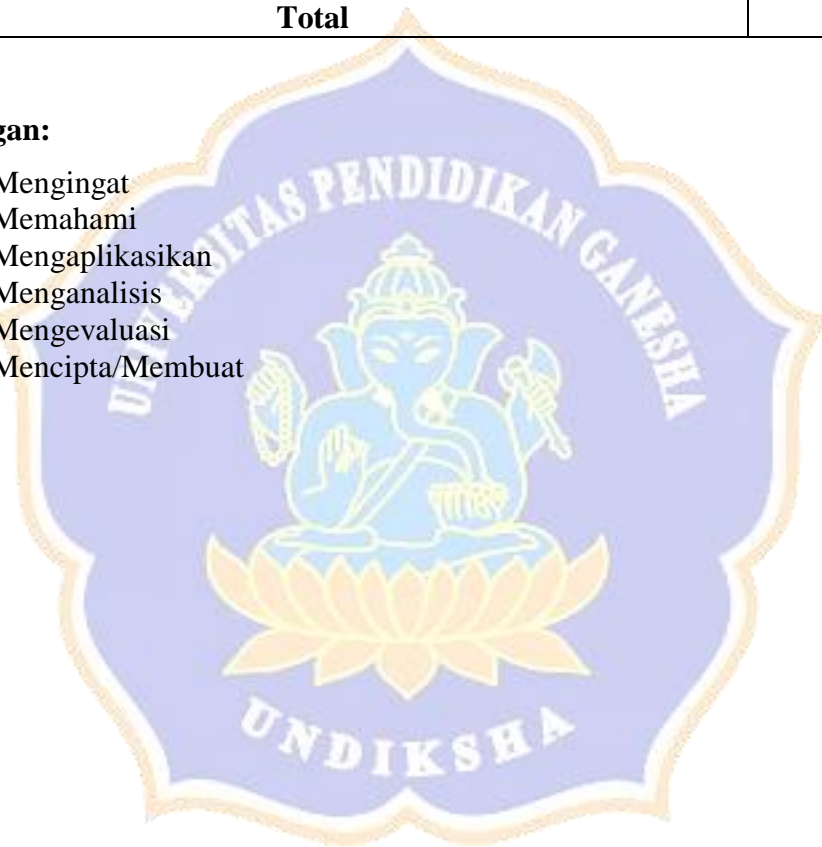 Total
gan:
Mengingat
Memahami
Mengaplikasikan
Menganalisis
Mengevaluasi
Mencipta/Membuat
UNIVERSITAS PENDIDIKAN GANESHA
UNDIKSHA